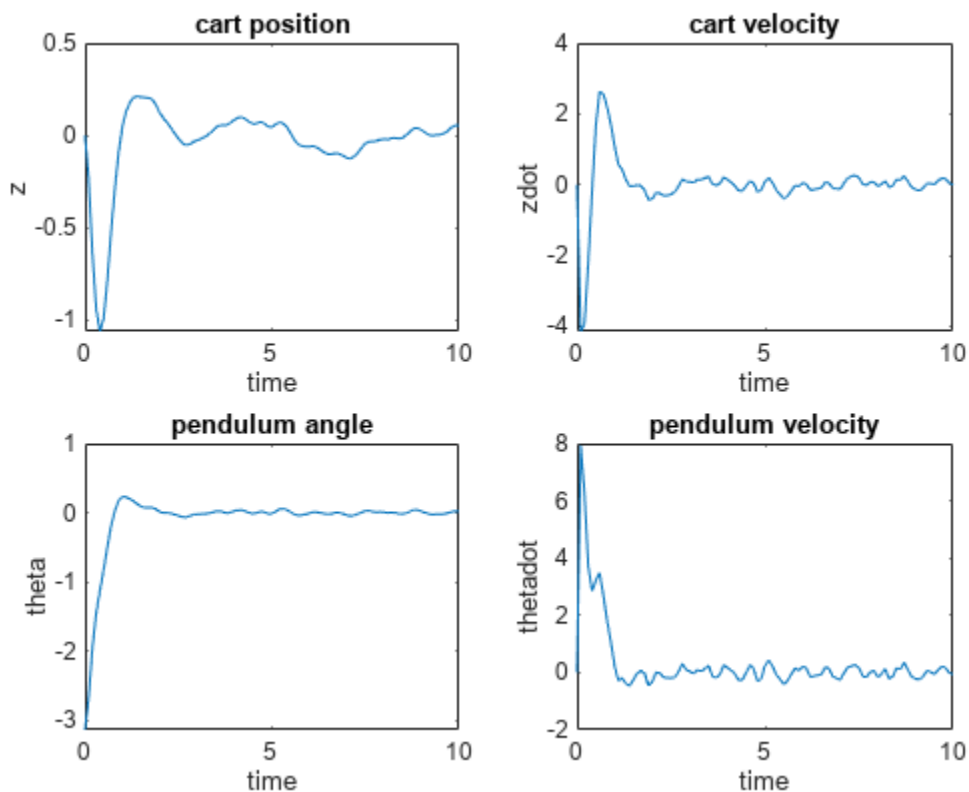 cart position
0.5
0
-0.5
-1
z
0 5 10
time
cart velocity
4
2
0
-2
-4
zdot
0 5 10
time
pendulum angle
1
0
-1
-2
-3
theta
0 5 10
time
pendulum velocity
8
6
4
2
0
-2
thetadot
0 5 10
time